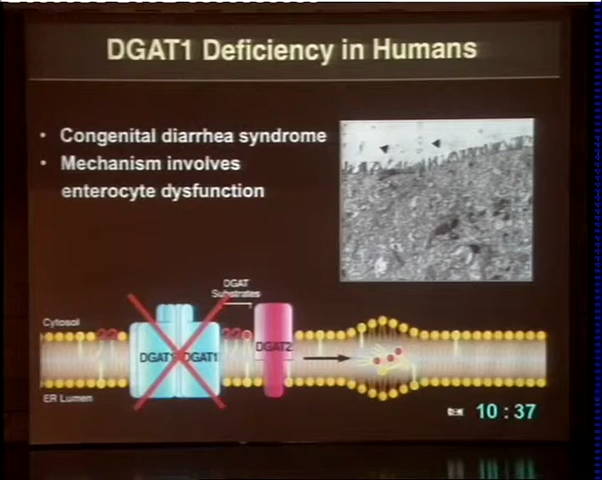 DGAT1 Deficiency in Humans
• Congenital diarrhea syndrome
• Mechanism involves
enterocyte dysfunction
DGAT
Substrates
Cytosol
DGAT1 DGAT1
DGAT2
ER Lumen
10 : 37